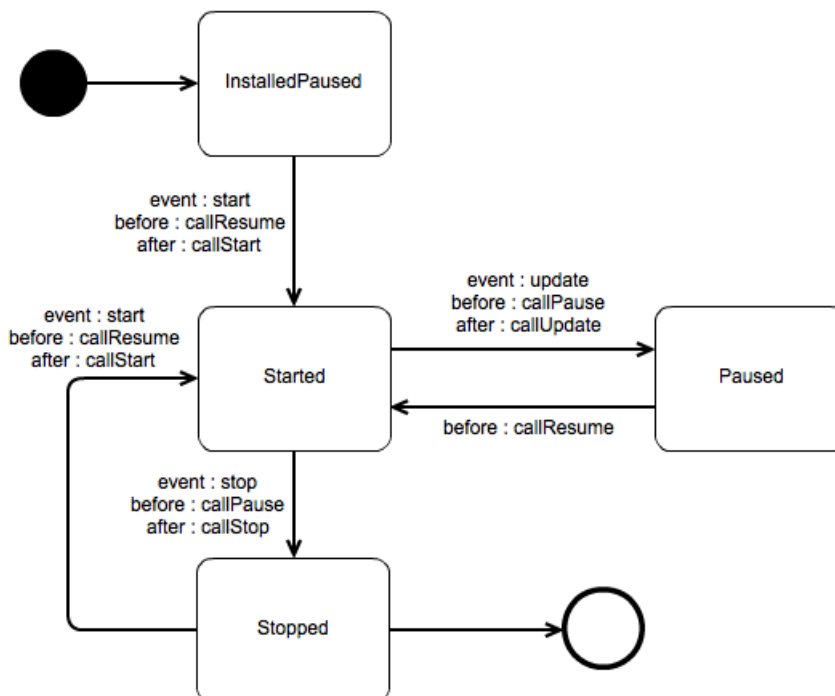 InstalledPaused
event : start
before : callResume
after : callStart
event : start
before : callResume
after : callStart
event : update
before : callPause
after : callUpdate
Started
Paused
before : callResume
event : stop
before : callPause
after : callStop
Stopped